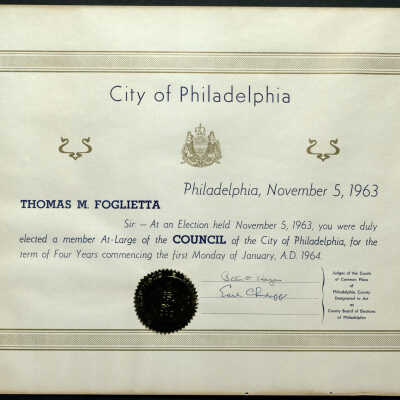 City of Philadelphia
Philadelphia, November 5, 1963
THOMAS M. FOGLIETTA
Sir — At an Election held November 5, 1963, you were duly
elected a member At-Large of the COUNCIL of the City of Philadelphia, for the
term of Four Years commencing the first Monday of January, A.D. 1964.
Judges of the Courts
of Common Pleas
of Philadelphia County
Designated to Act
as
County Board of Elections
of Philadelphia